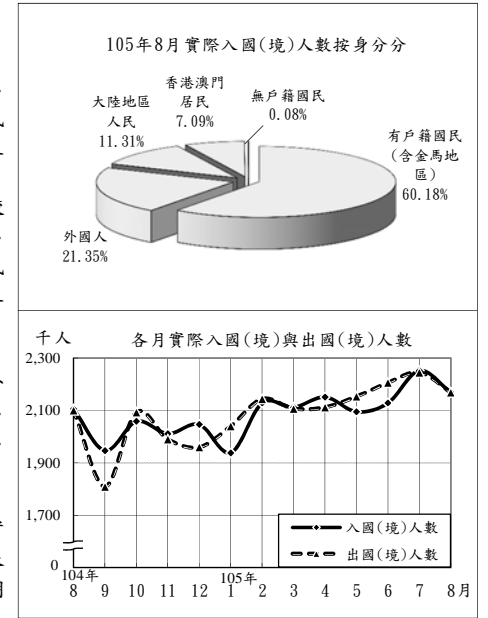 105年8月實際入國(境)人數按身分分
香港澳門
居民
7.09%
無戶籍國民
0.08%
大陸地區
人民
11.31%
有戶籍國民
(含金馬地
區)
60.18%
外國人
21.35%
千人
各月實際入國(境)與出國(境)人數
2,300
2,100
1,900
1,700
0
入國(境)人數
出國(境)人數
104年
105年
8 9 10 11 12 1 2 3 4 5 6 7 8月